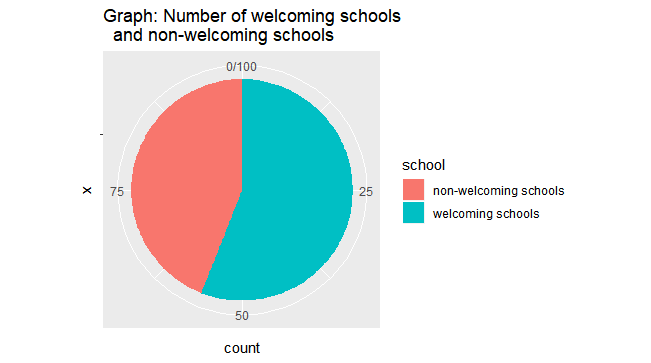 Graph: Number of welcoming schools
and non-welcoming schools
0/100
75
25
50
x
count
school
non-welcoming schools
welcoming schools